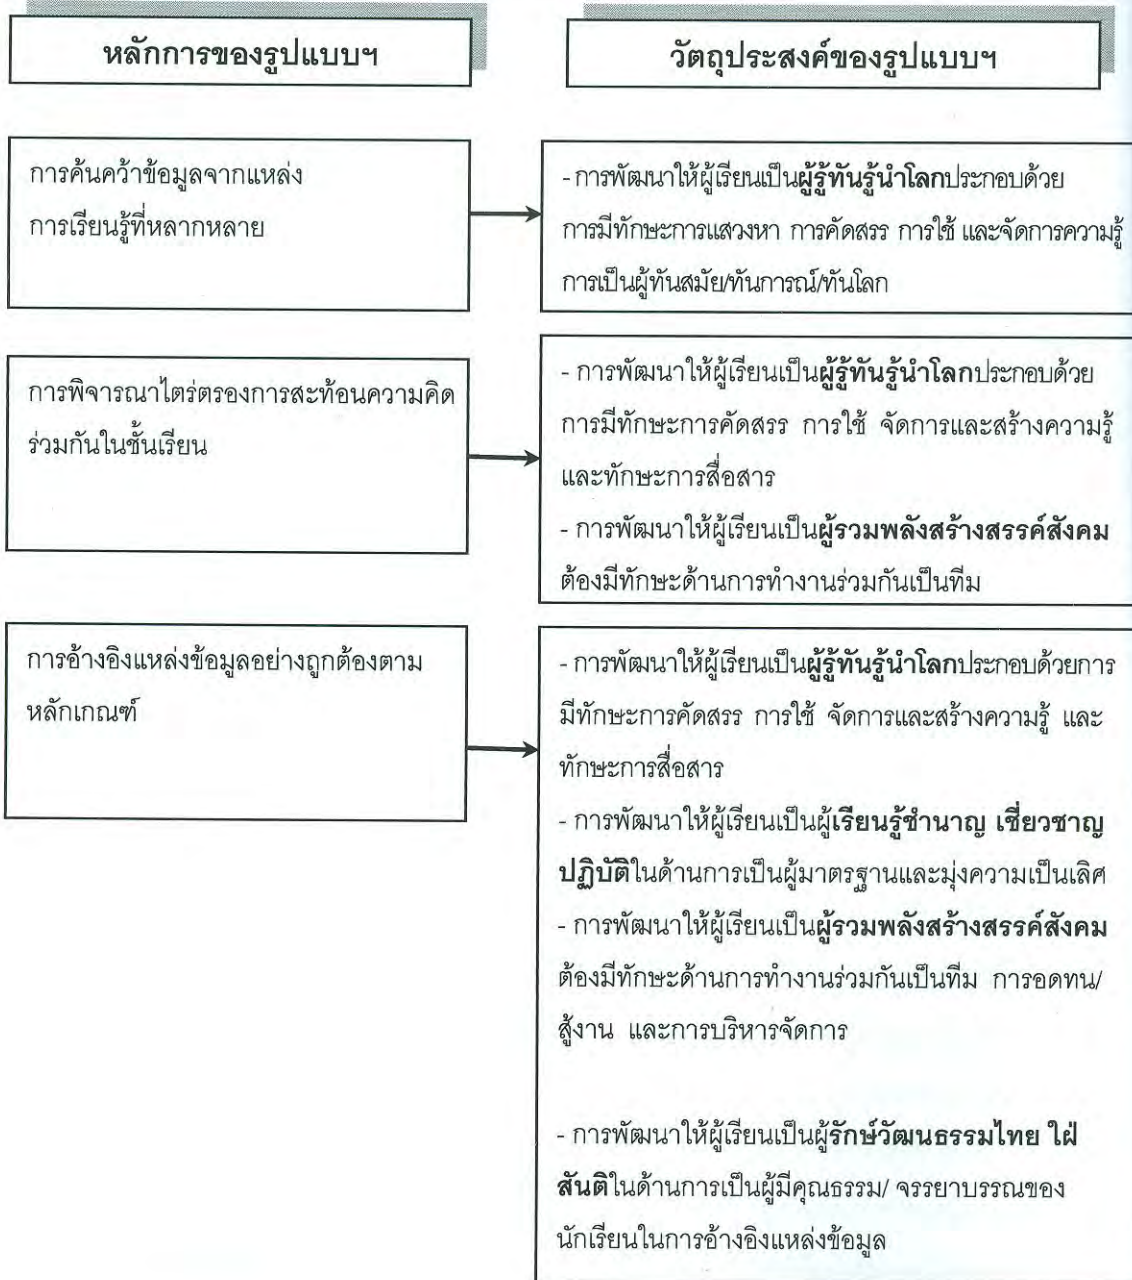 หลักการของรูปแบบฯ
วัตถุประสงค์ของรูปแบบฯ
การค้นคว้าข้อมูลจากแหล่ง
การเรียนรู้ที่หลากหลาย
- การพัฒนาให้ผู้เรียนเป็นผู้รู้ทันรู้นำโลกประกอบด้วย
การมีทักษะการแสวงหา การคัดสรร การใช้ และจัดการความรู้
การเป็นผู้ทันสมัย/ทันการณ์/ทันโลก
การพิจารณาไตร่ตรองการสะท้อนความคิด
ร่วมกันในชั้นเรียน
- การพัฒนาให้ผู้เรียนเป็นผู้รู้ทันรู้นำโลกประกอบด้วย
การมีทักษะการคัดสรร การใช้ จัดการและสร้างความรู้
และทักษะการสื่อสาร
- การพัฒนาให้ผู้เรียนเป็นผู้รวมพลังสร้างสรรค์สังคม
ต้องมีทักษะด้านการทำงานร่วมกันเป็นทีม
การอ้างอิงแหล่งข้อมูลอย่างถูกต้องตาม
หลักเกณฑ์
- การพัฒนาให้ผู้เรียนเป็นผู้รู้ทันรู้นำโลกประกอบด้วยการ
มีทักษะการคัดสรร การใช้ จัดการและสร้างความรู้ และ
ทักษะการสื่อสาร
- การพัฒนาให้ผู้เรียนเป็นผู้เรียนรู้ชำนาญ เชี่ยวชาญ
ปฏิบัติในด้านการเป็นผู้มาตรฐานและมุ่งความเป็นเลิศ
- การพัฒนาให้ผู้เรียนเป็นผู้รวมพลังสร้างสรรค์สังคม
ต้องมีทักษะด้านการทำงานร่วมกันเป็นทีม การอดทน/
สู้งาน และการบริหารจัดการ
- การพัฒนาให้ผู้เรียนเป็นผู้รักษ์วัฒนธรรมไทย ใฝ่
สันติในด้านการเป็นผู้มีคุณธรรม/ จรรยาบรรณของ
นักเรียนในการอ้างอิงแหล่งข้อมูล